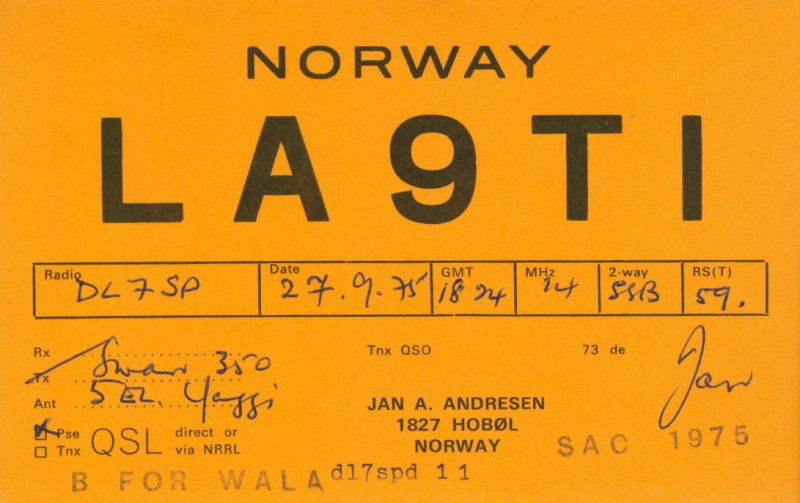 NORWAY
LA9TI
Radio Date GMT MHz 2-way RS(T)
DL7SP 27.9.75 1824 14 SSB 59.
Rx Swan 350 Tnx QSO 73 de Jan
Tx
Ant 5 EL. Yaggi JAN A. ANDRESEN
Pse QSL direct or 1827 HOBØL
Tnx via NRRL NORWAY SAC 1975
B FOR WALA dl7spd 11